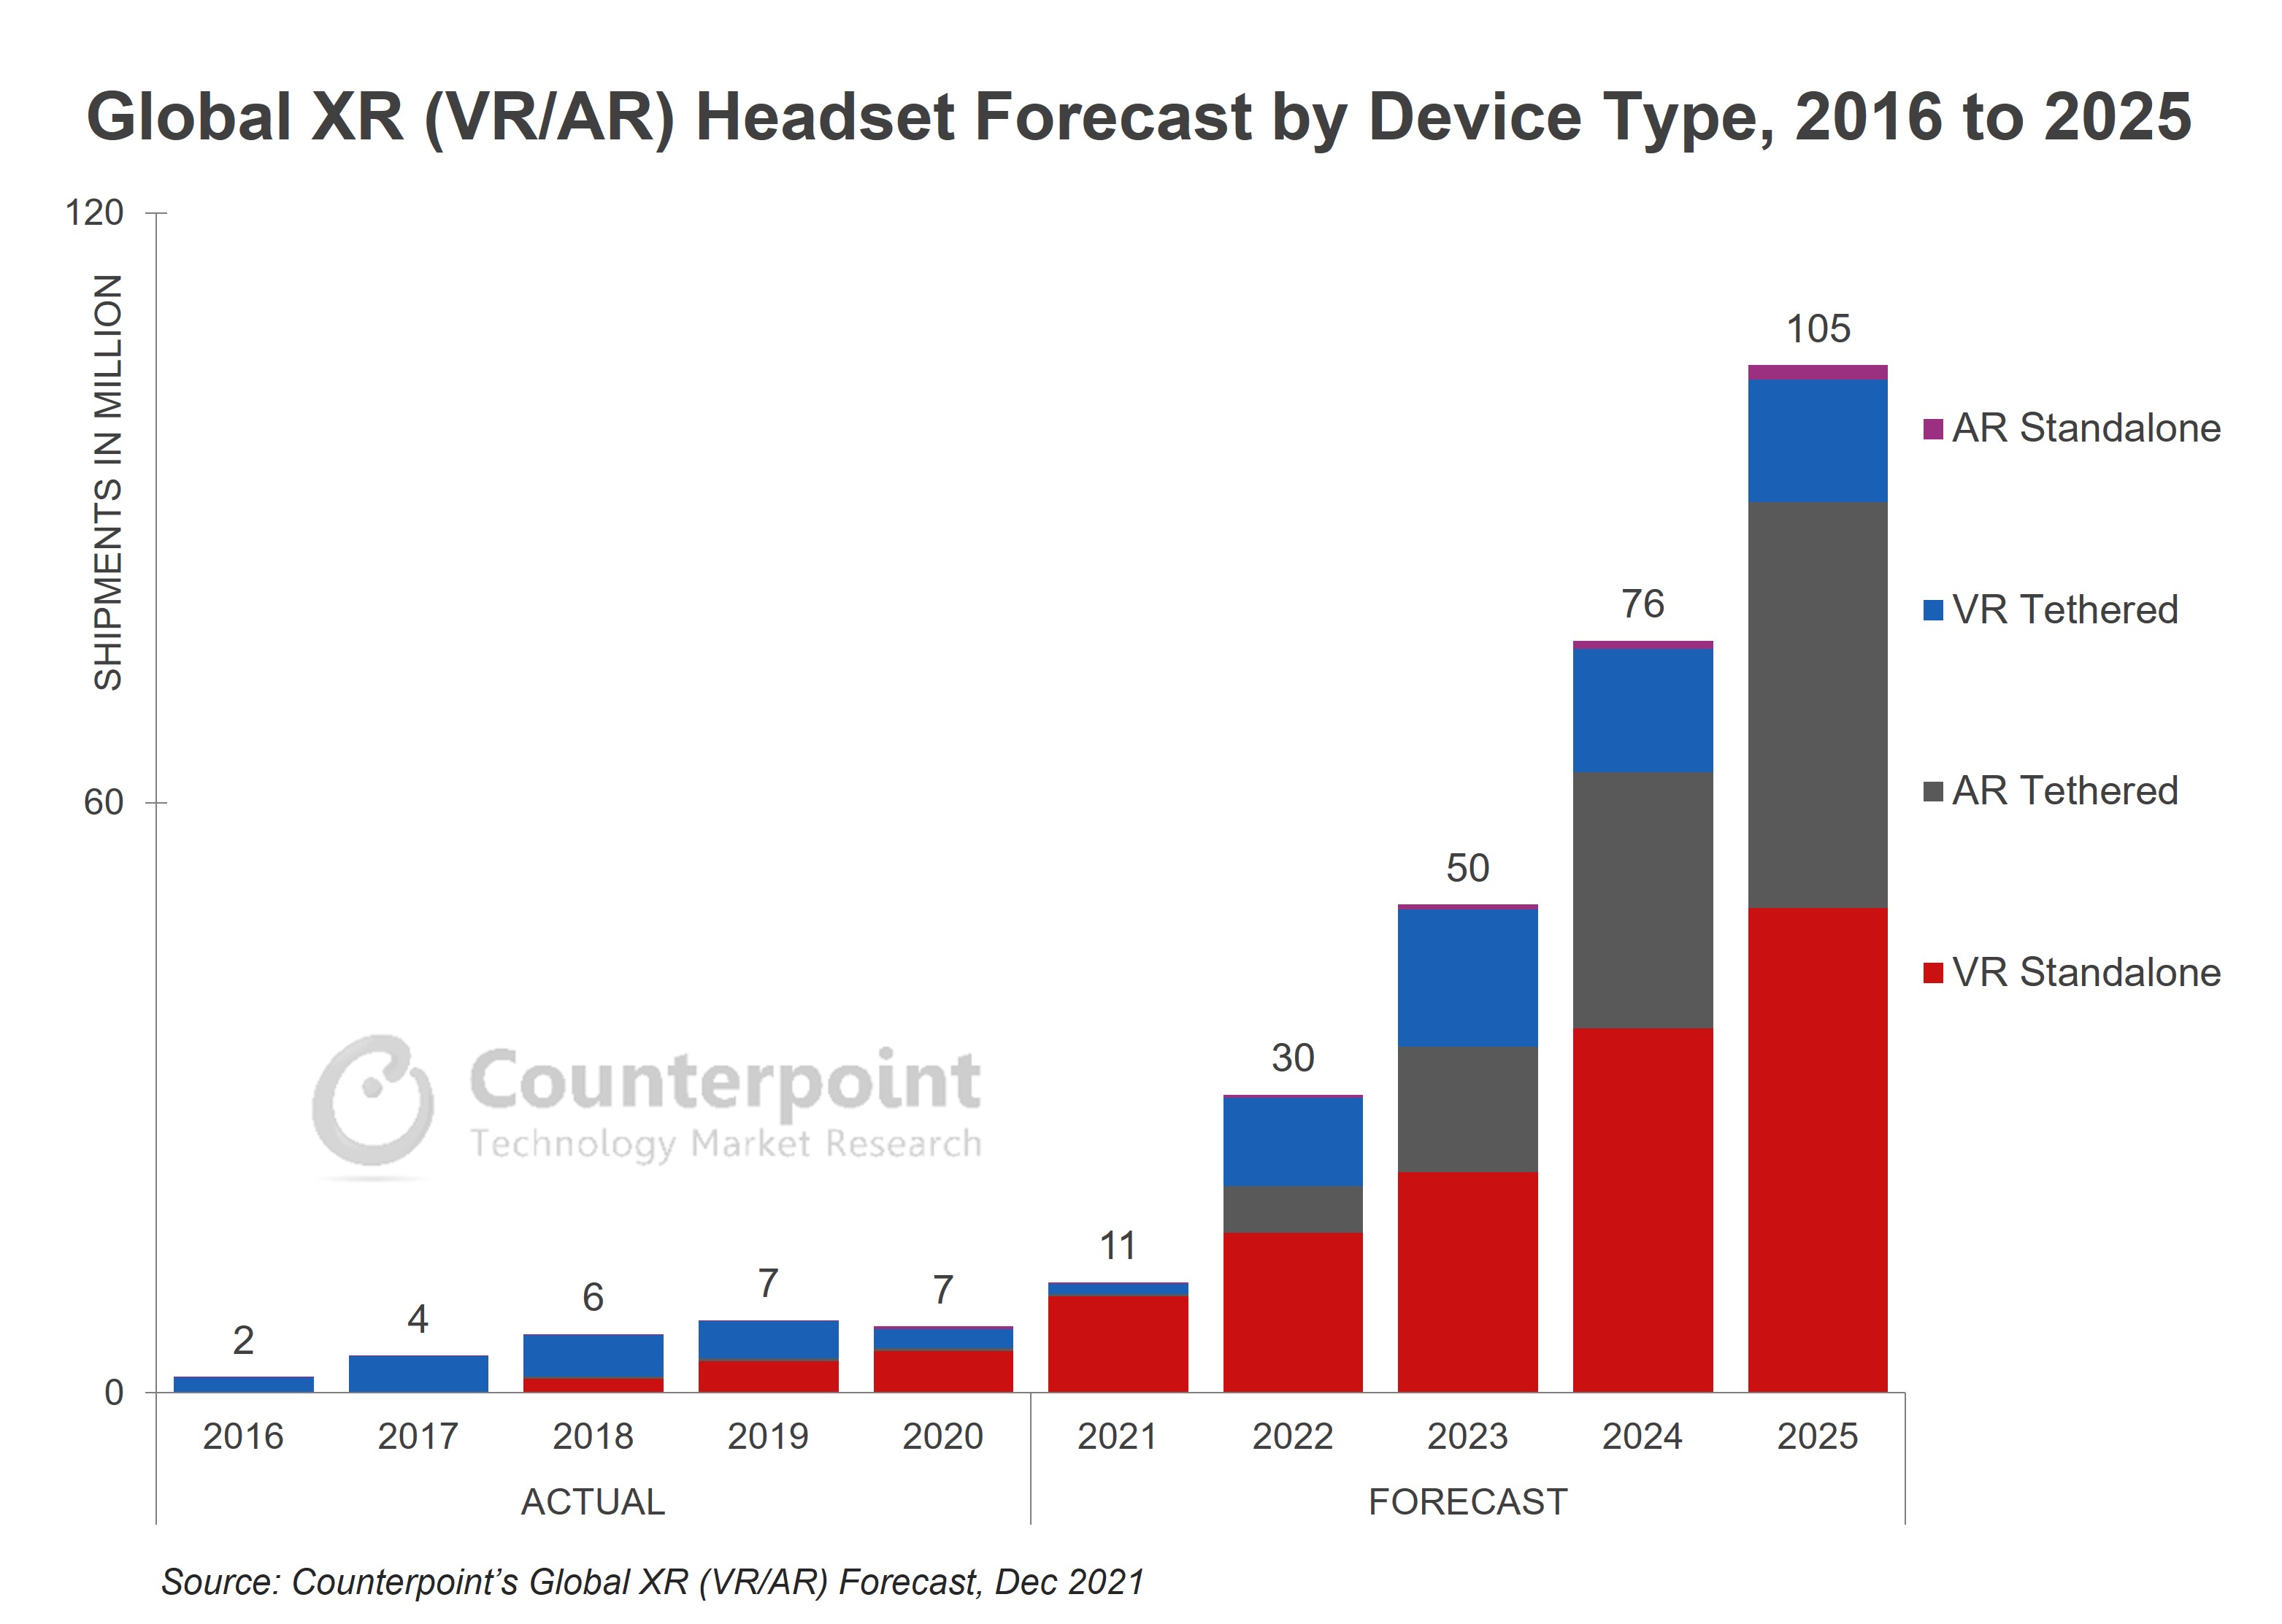 Global XR (VR/AR) Headset Forecast by Device Type, 2016 to 2025
120
60
0
SHIPMENTS IN MILLION
2
4
6
7
7
11
30
50
76
105
AR Standalone
VR Tethered
AR Tethered
VR Standalone
Counterpoint
Technology Market Research
2016 2017 2018 2019 2020 2021 2022 2023 2024 2025
ACTUAL FORECAST
Source: Counterpoint’s Global XR (VR/AR) Forecast, Dec 2021